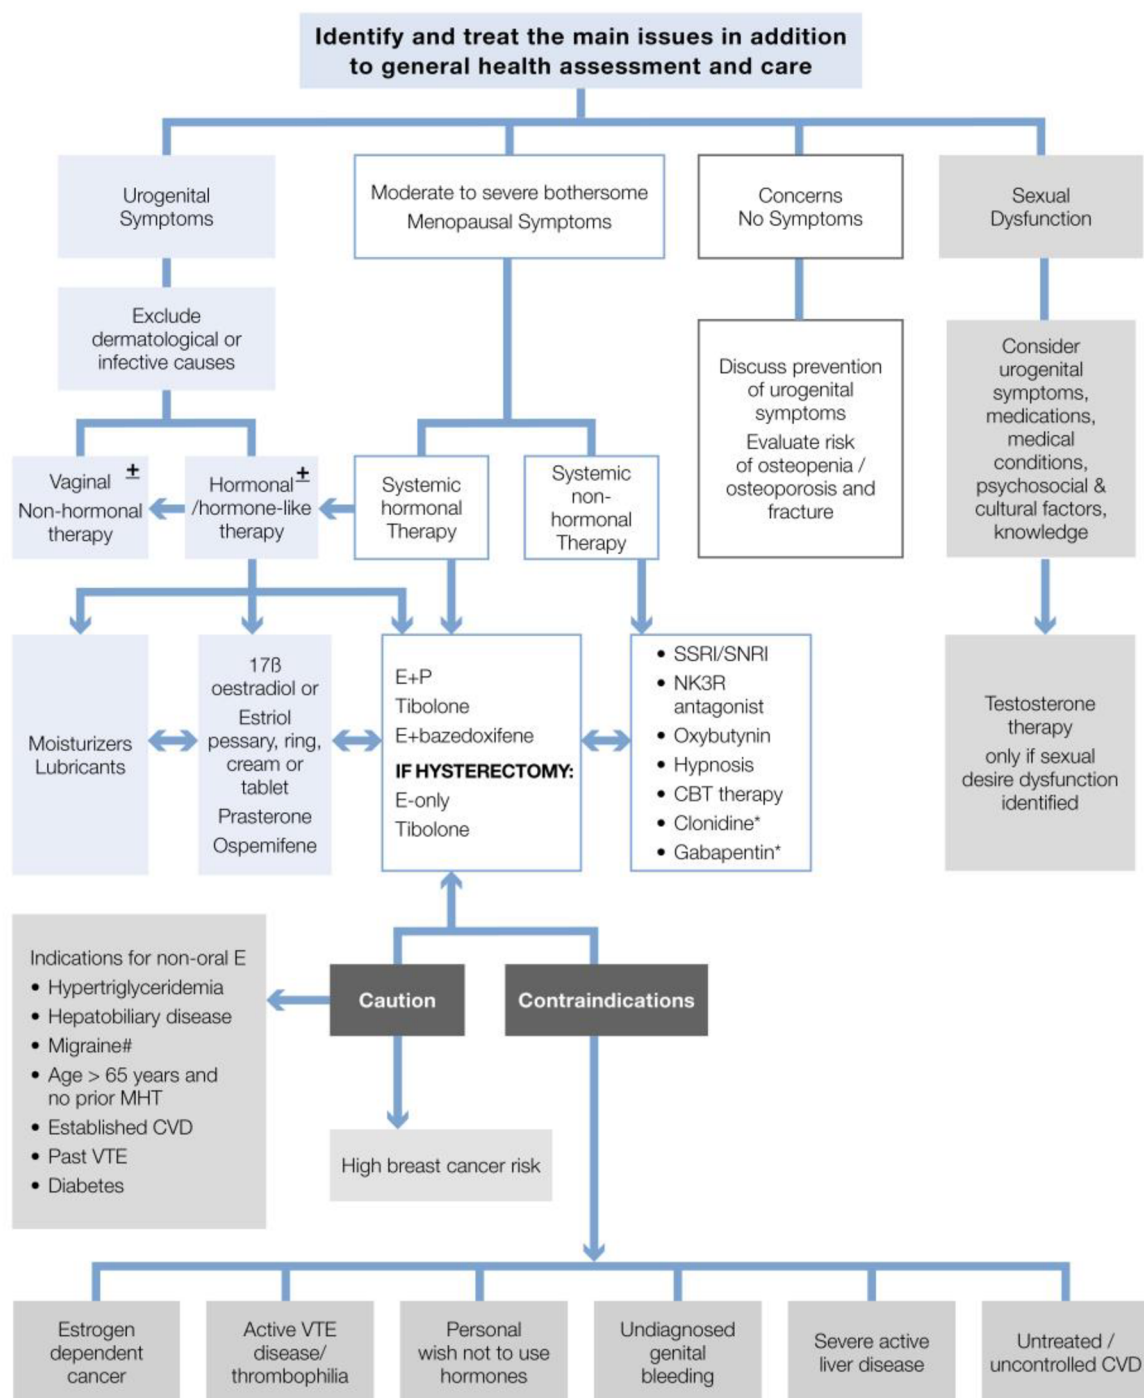 Identify and treat the main issues in addition
to general health assessment and care
Urogenital
Symptoms
Moderate to severe bothersome
Menopausal Symptoms
Concerns
No Symptoms
Sexual
Dysfunction
Exclude
dermatological or
infective causes
Discuss prevention
of urogenital
symptoms
Evaluate risk
of osteopenia /
osteoporosis and
fracture
Consider
urogenital
symptoms,
medications,
medical
conditions,
psychosocial &
cultural factors,
knowledge
Vaginal ±
Non-hormonal
therapy
Hormonal ±
/hormone-like
therapy
Systemic
hormonal
Therapy
Systemic
non-
hormonal
Therapy
Moisturizers
Lubricants
17ß
oestradiol or
Estriol
pessary, ring,
cream or
tablet
Prasterone
Ospemifene
E+P
Tibolone
E+bazedoxifene
IF HYSTERECTOMY:
E-only
Tibolone
• SSRI/SNRI
• NK3R
antagonist
• Oxybutynin
• Hypnosis
• CBT therapy
• Clonidine*
• Gabapentin*
Testosterone
therapy
only if sexual
desire dysfunction
identified
Indications for non-oral E
• Hypertriglyceridemia
• Hepatobiliary disease
• Migraine#
• Age > 65 years and
no prior MHT
• Established CVD
• Past VTE
• Diabetes
Caution
Contraindications
High breast cancer risk
Estrogen
dependent
cancer
Active VTE
disease/
thrombophilia
Personal
wish not to use
hormones
Undiagnosed
genital
bleeding
Severe active
liver disease
Untreated /
uncontrolled CVD